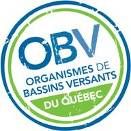 OBV
ORGANISMES DE
BASSINS VERSANTS
DU QUÉBEC